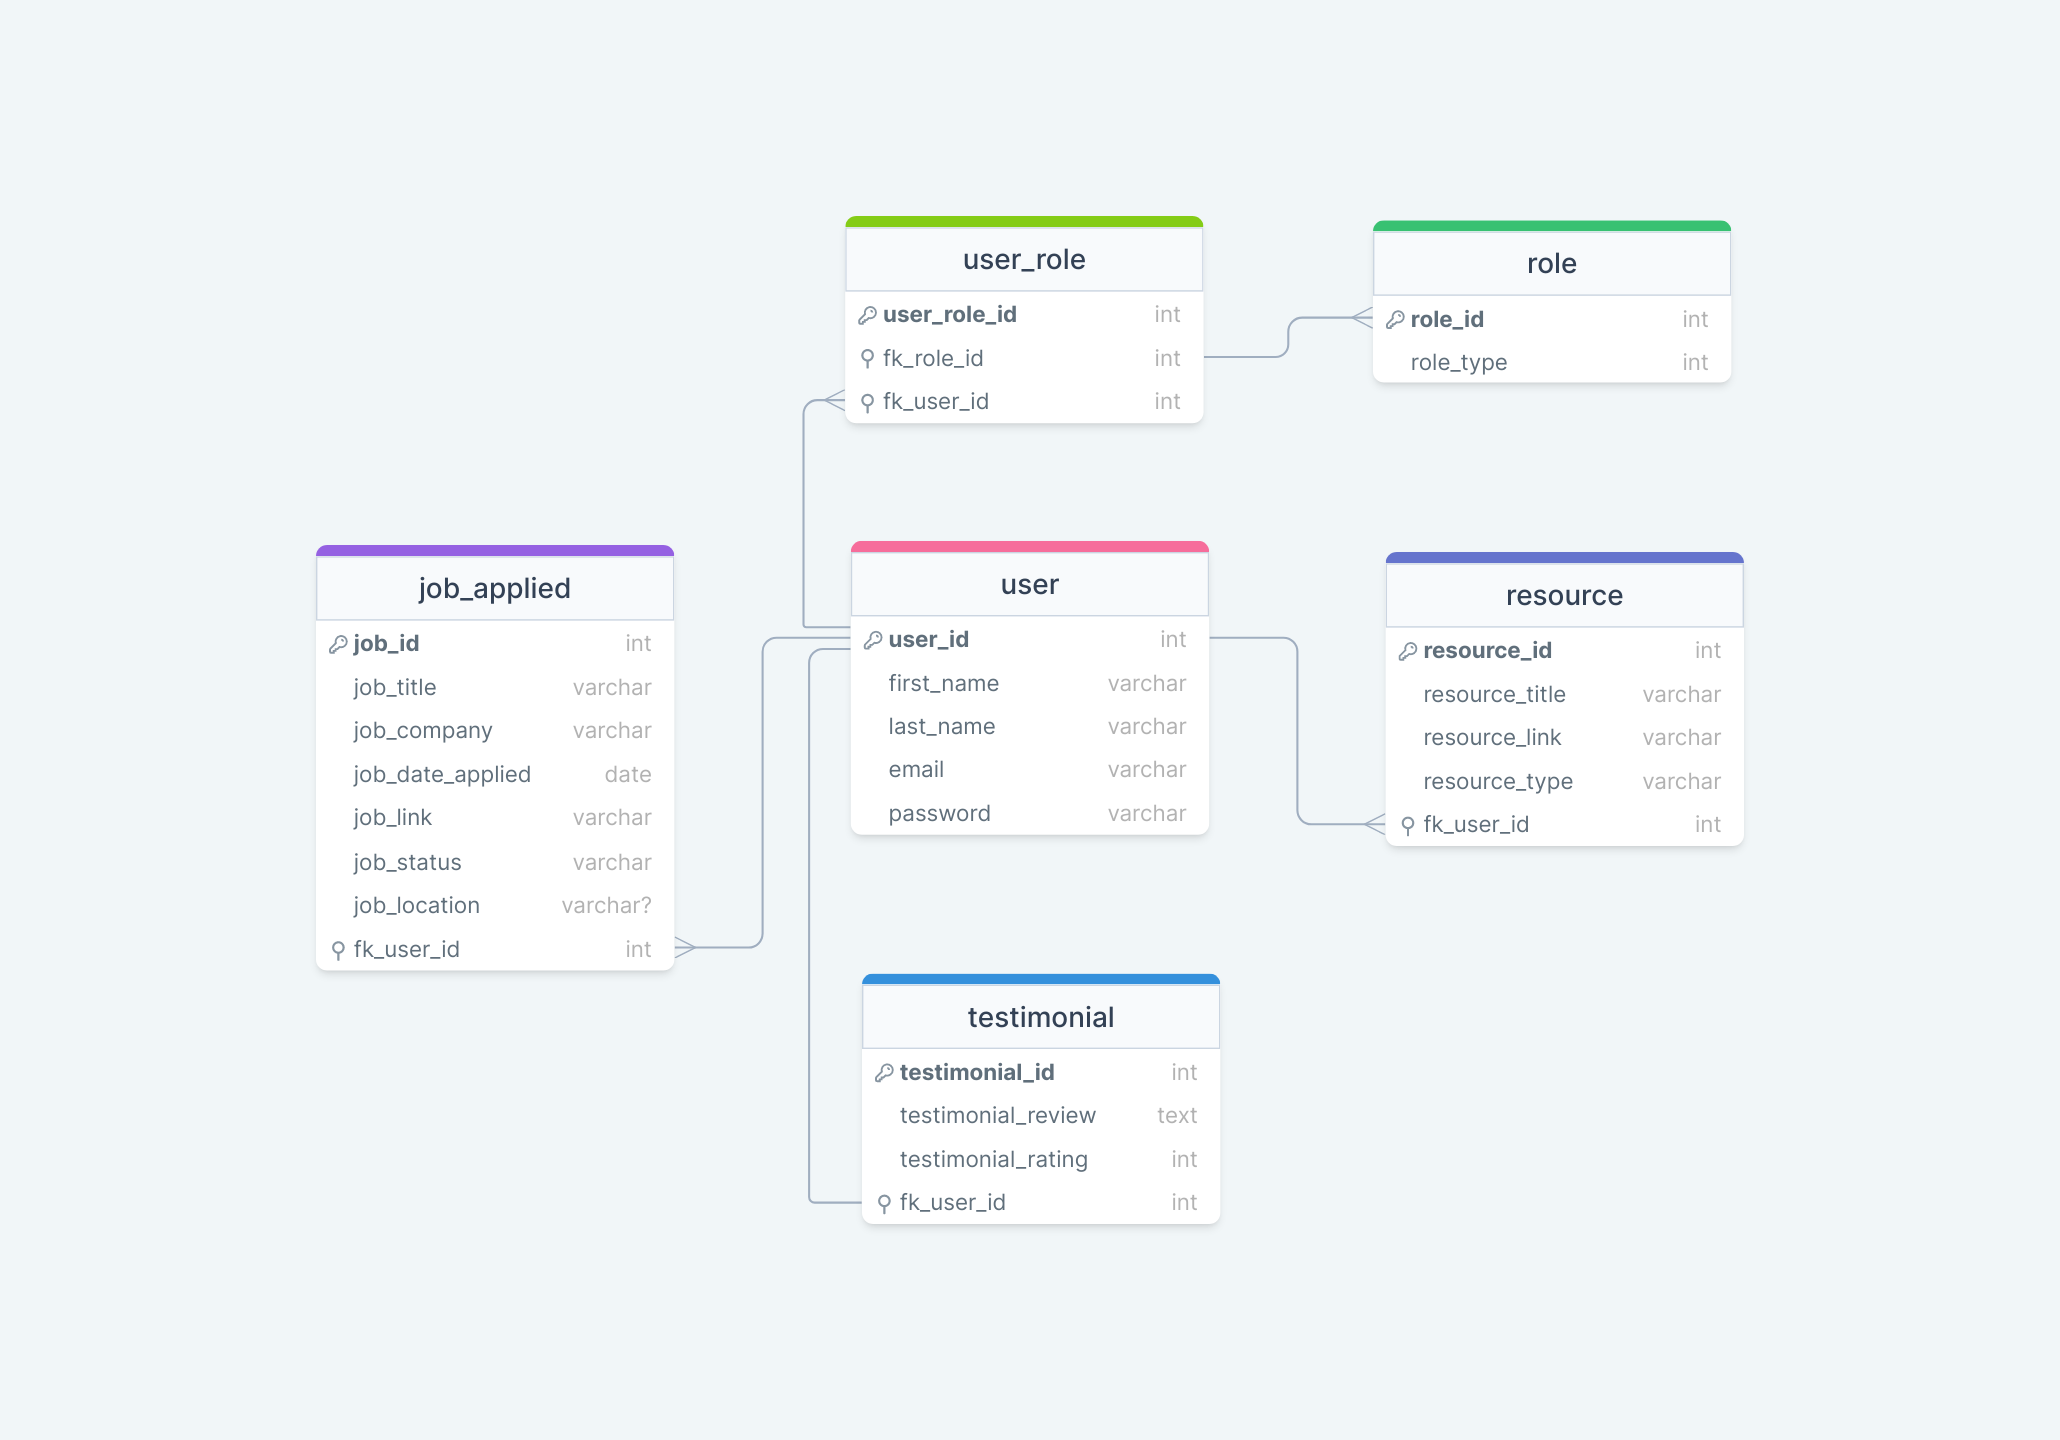 user_role
user_role_id int
fk_role_id int
fk_user_id int
role
role_id int
role_type int
job_applied
job_id int
job_title varchar
job_company varchar
job_date_applied date
job_link varchar
job_status varchar
job_location varchar?
fk_user_id int
user
user_id int
first_name varchar
last_name varchar
email varchar
password varchar
resource
resource_id int
resource_title varchar
resource_link varchar
resource_type varchar
fk_user_id int
testimonial
testimonial_id int
testimonial_review text
testimonial_rating int
fk_user_id int